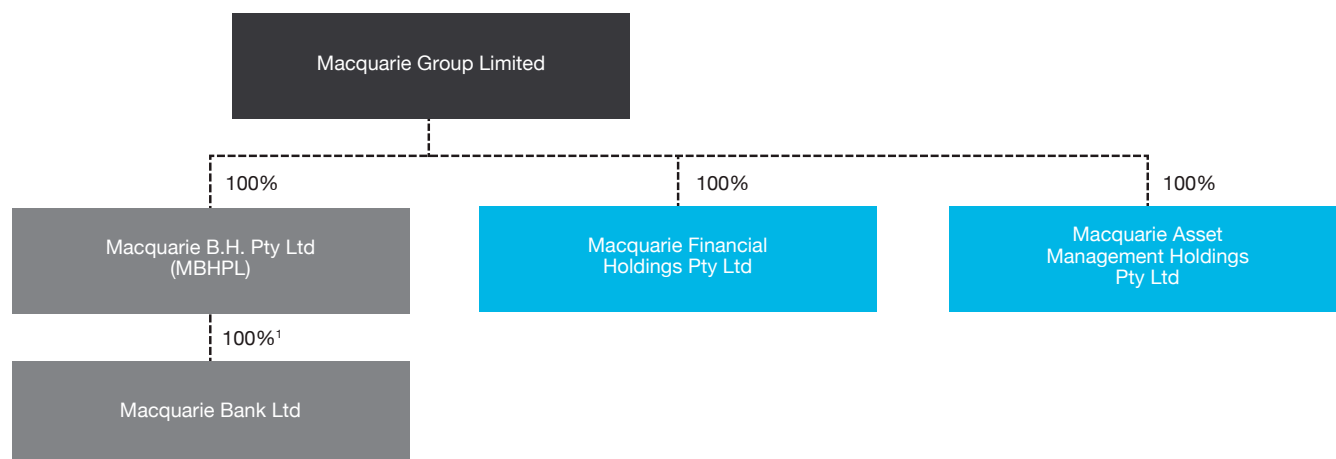 Macquarie Group Limited
100%
100%
100%
Macquarie B.H. Pty Ltd
(MBHPL)
Macquarie Financial
Holdings Pty Ltd
Macquarie Asset
Management Holdings
Pty Ltd
100%¹
Macquarie Bank Ltd